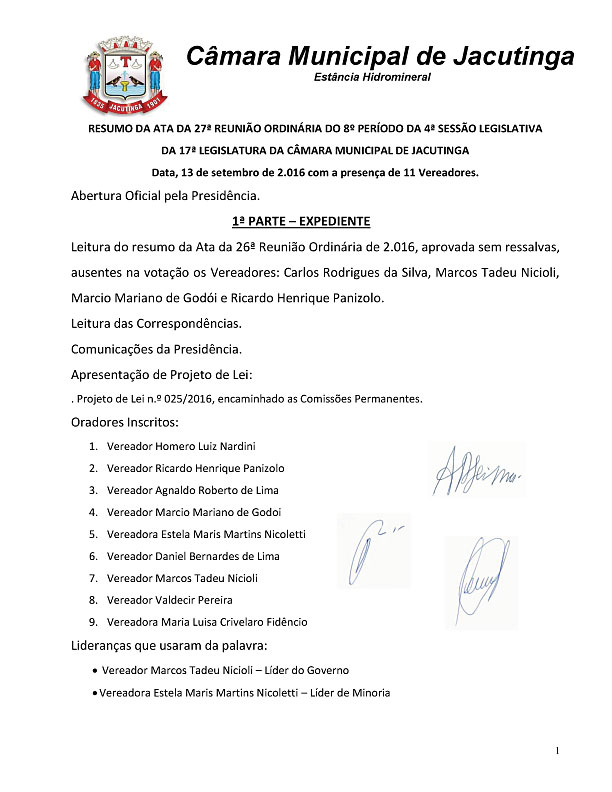 Câmara Municipal de Jacutinga
Estância Hidromineral
1835 JACUTINGA 1901
RESUMO DA ATA DA 27ª REUNIÃO ORDINÁRIA DO 8º PERÍODO DA 4ª SESSÃO LEGISLATIVA
DA 17ª LEGISLATURA DA CÂMARA MUNICIPAL DE JACUTINGA
Data, 13 de setembro de 2.016 com a presença de 11 Vereadores.
Abertura Oficial pela Presidência.
1ª PARTE – EXPEDIENTE
Leitura do resumo da Ata da 26ª Reunião Ordinária de 2.016, aprovada sem ressalvas,
ausentes na votação os Vereadores: Carlos Rodrigues da Silva, Marcos Tadeu Nicioli,
Marcio Mariano de Godói e Ricardo Henrique Panizolo.
Leitura das Correspondências.
Comunicações da Presidência.
Apresentação de Projeto de Lei:
. Projeto de Lei n.º 025/2016, encaminhado as Comissões Permanentes.
Oradores Inscritos:
1. Vereador Homero Luiz Nardini
2. Vereador Ricardo Henrique Panizolo
3. Vereador Agnaldo Roberto de Lima
4. Vereador Marcio Mariano de Godoi
5. Vereadora Estela Maris Martins Nicoletti
6. Vereador Daniel Bernardes de Lima
7. Vereador Marcos Tadeu Nicioli
8. Vereador Valdecir Pereira
9. Vereadora Maria Luisa Crivelaro Fidêncio
Lideranças que usaram da palavra:
• Vereador Marcos Tadeu Nicioli – Líder do Governo
• Vereadora Estela Maris Martins Nicoletti – Líder de Minoria
1